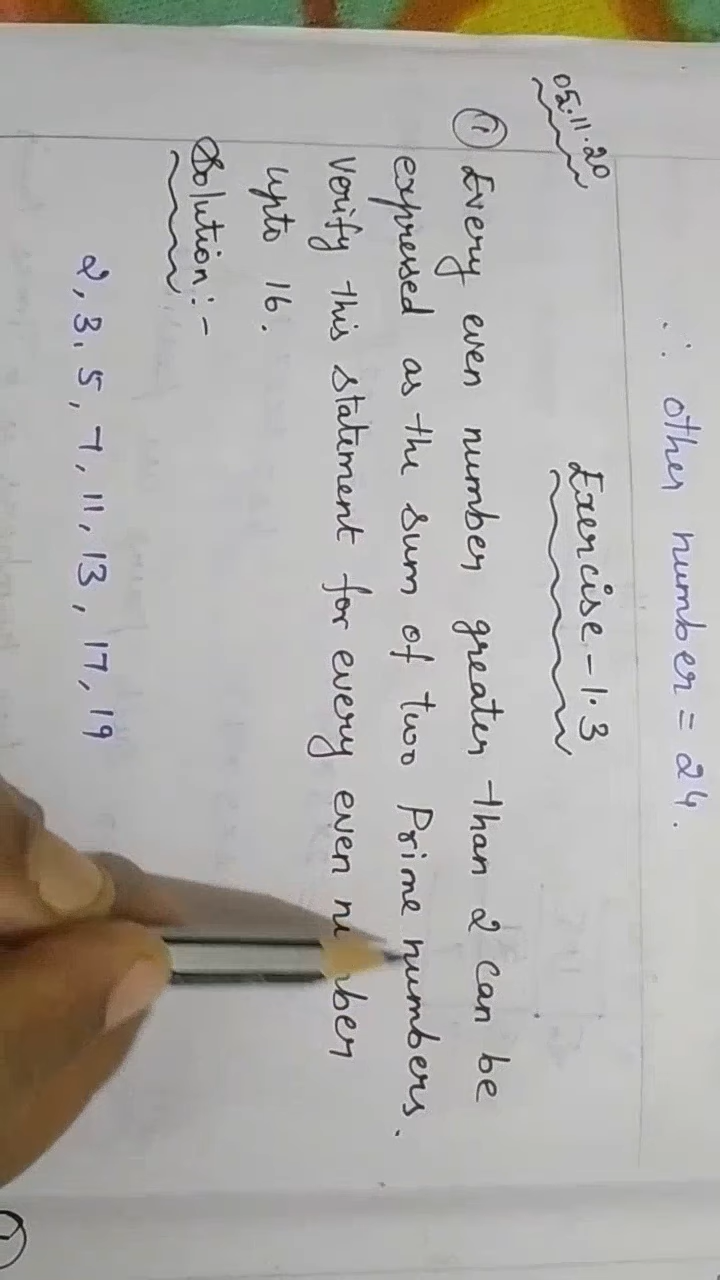 ∴ other number = 24.
Exercise - 1.3
05.11.20
① Every even number greater than 2 can be
expressed as the sum of two Prime numbers.
Verify this statement for every even number
upto 16.
Solution:-
2, 3, 5, 7, 11, 13, 17, 19